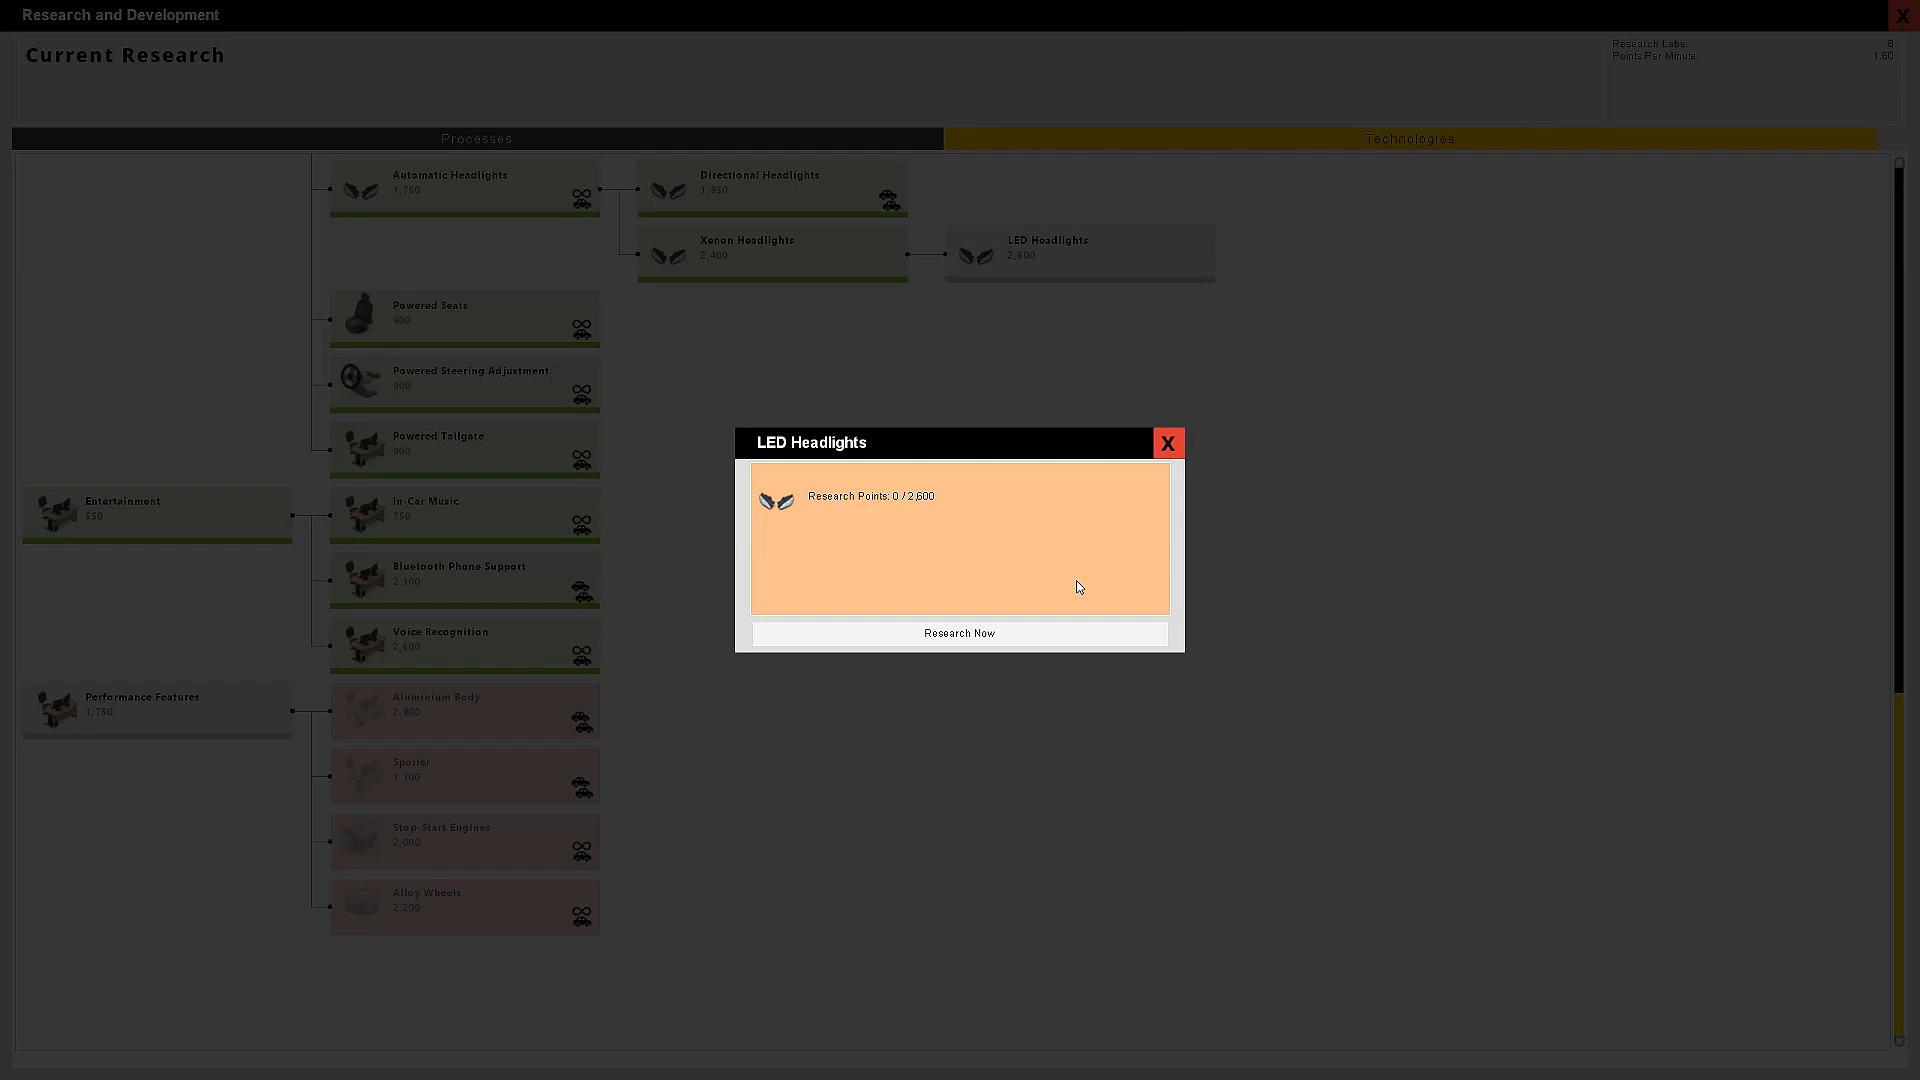 Research and Development
X
Current Research
Research Labs: 8
Points Per Minute: 1.60
Processes
Technologies
Automatic Headlights
1,750
Directional Headlights
1,950
Xenon Headlights
2,400
LED Headlights
2,600
Powered Seats
900
Powered Steering Adjustment
900
Powered Tailgate
900
Entertainment
550
In-Car Music
750
Bluetooth Phone Support
2,100
Voice Recognition
2,600
Performance Features
1,750
Aluminium Body
2,900
Spoiler
1,100
Stop-Start Engines
2,000
Alloy Wheels
2,200
LED Headlights
X
Research Points: 0 / 2,600
Research Now